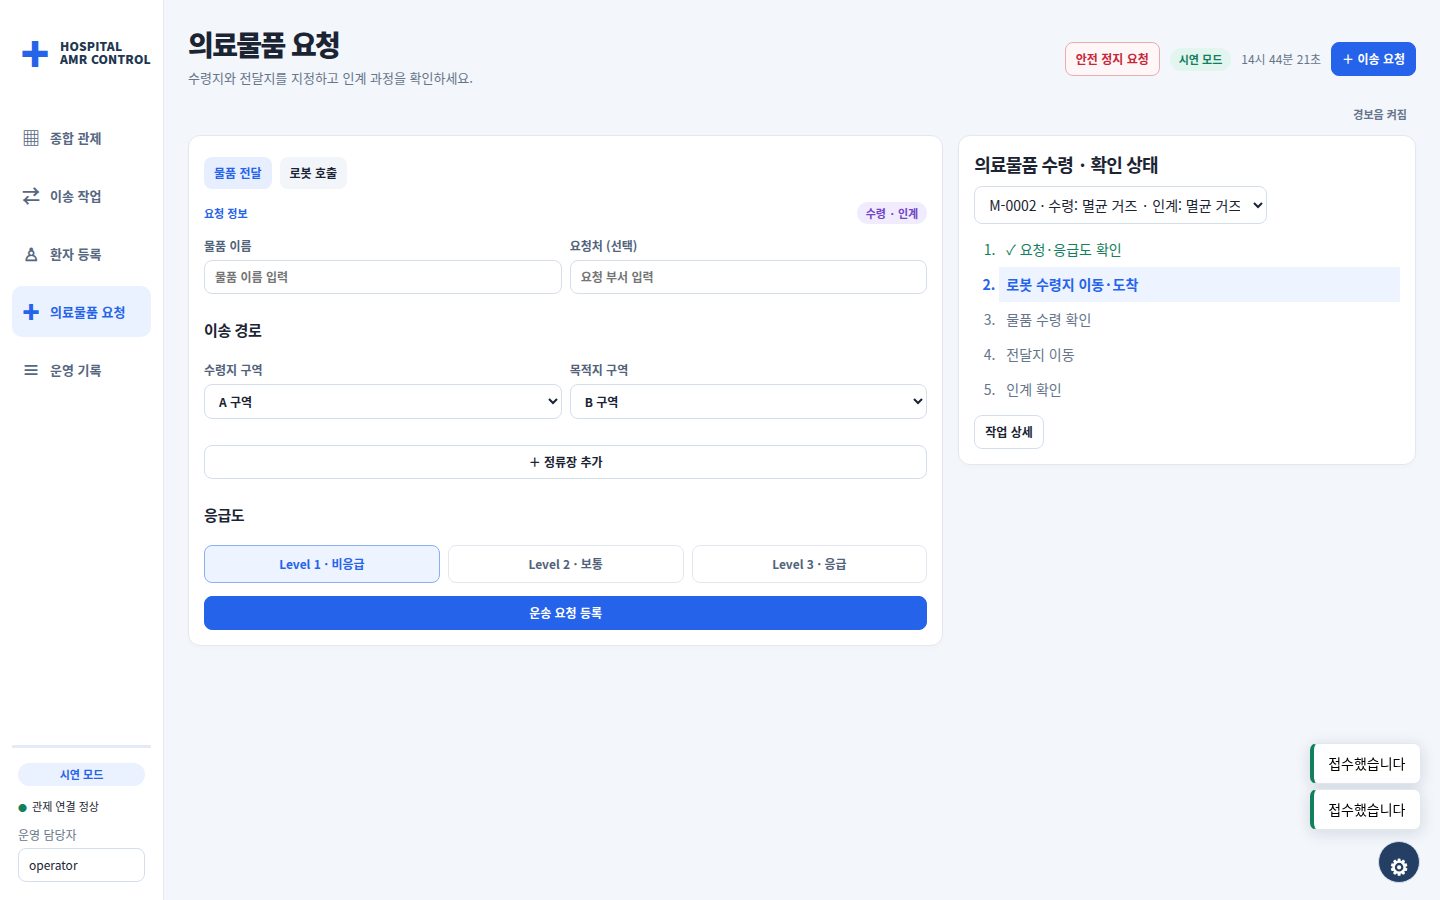 HOSPITAL
AMR CONTROL
종합 관제
이송 작업
환자 등록
의료물품 요청
운영 기록
시연 모드
관제 연결 정상
운영 담당자
operator
의료물품 요청
수령지와 전달지를 지정하고 인계 과정을 확인하세요.
안전 정지 요청
시연 모드
14시 44분 21초
+ 이송 요청
경보음 켜짐
물품 전달
로봇 호출
요청 정보
수령 · 인계
물품 이름
요청처 (선택)
물품 이름 입력
요청 부서 입력
이송 경로
수령지 구역
목적지 구역
A 구역
B 구역
+ 정류장 추가
응급도
Level 1 · 비응급
Level 2 · 보통
Level 3 · 응급
운송 요청 등록
의료물품 수령 · 확인 상태
M-0002 · 수령: 멸균 거즈 · 인계: 멸균 거즈
1. ✓ 요청·응급도 확인
2. 로봇 수령지 이동·도착
3. 물품 수령 확인
4. 전달지 이동
5. 인계 확인
작업 상세
접수했습니다
접수했습니다